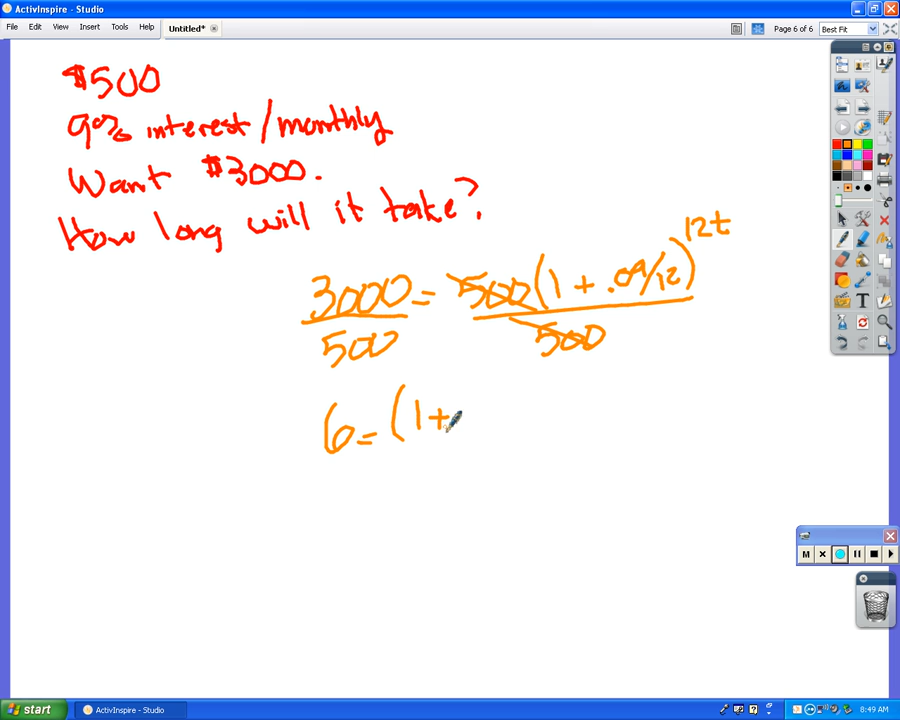 ActivInspire - Studio
File Edit View Insert Tools Help Untitled* Page 6 of 6 Best Fit
$500
9% interest/monthly
Want $3000.
How long will it take?
3000 = 500(1 + .09/12)^12t
500 500
6 = (1+
M
start ActivInspire - Studio 8:49 AM